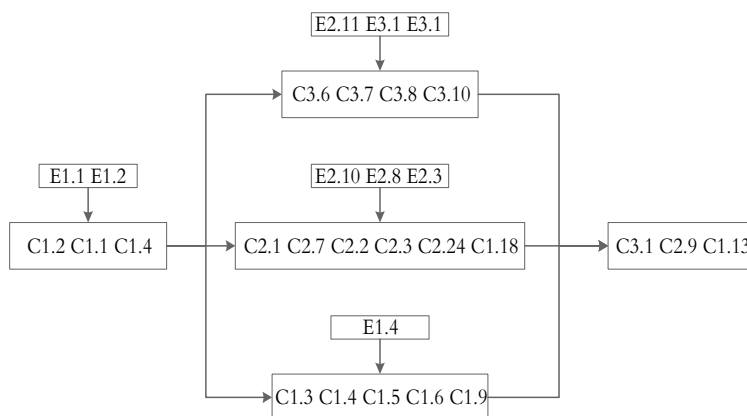 E2.11 E3.1 E3.1
C3.6 C3.7 C3.8 C3.10
E1.1 E1.2
E2.10 E2.8 E2.3
C1.2 C1.1 C1.4
C2.1 C2.7 C2.2 C2.3 C2.24 C1.18
C3.1 C2.9 C1.13
E1.4
C1.3 C1.4 C1.5 C1.6 C1.9